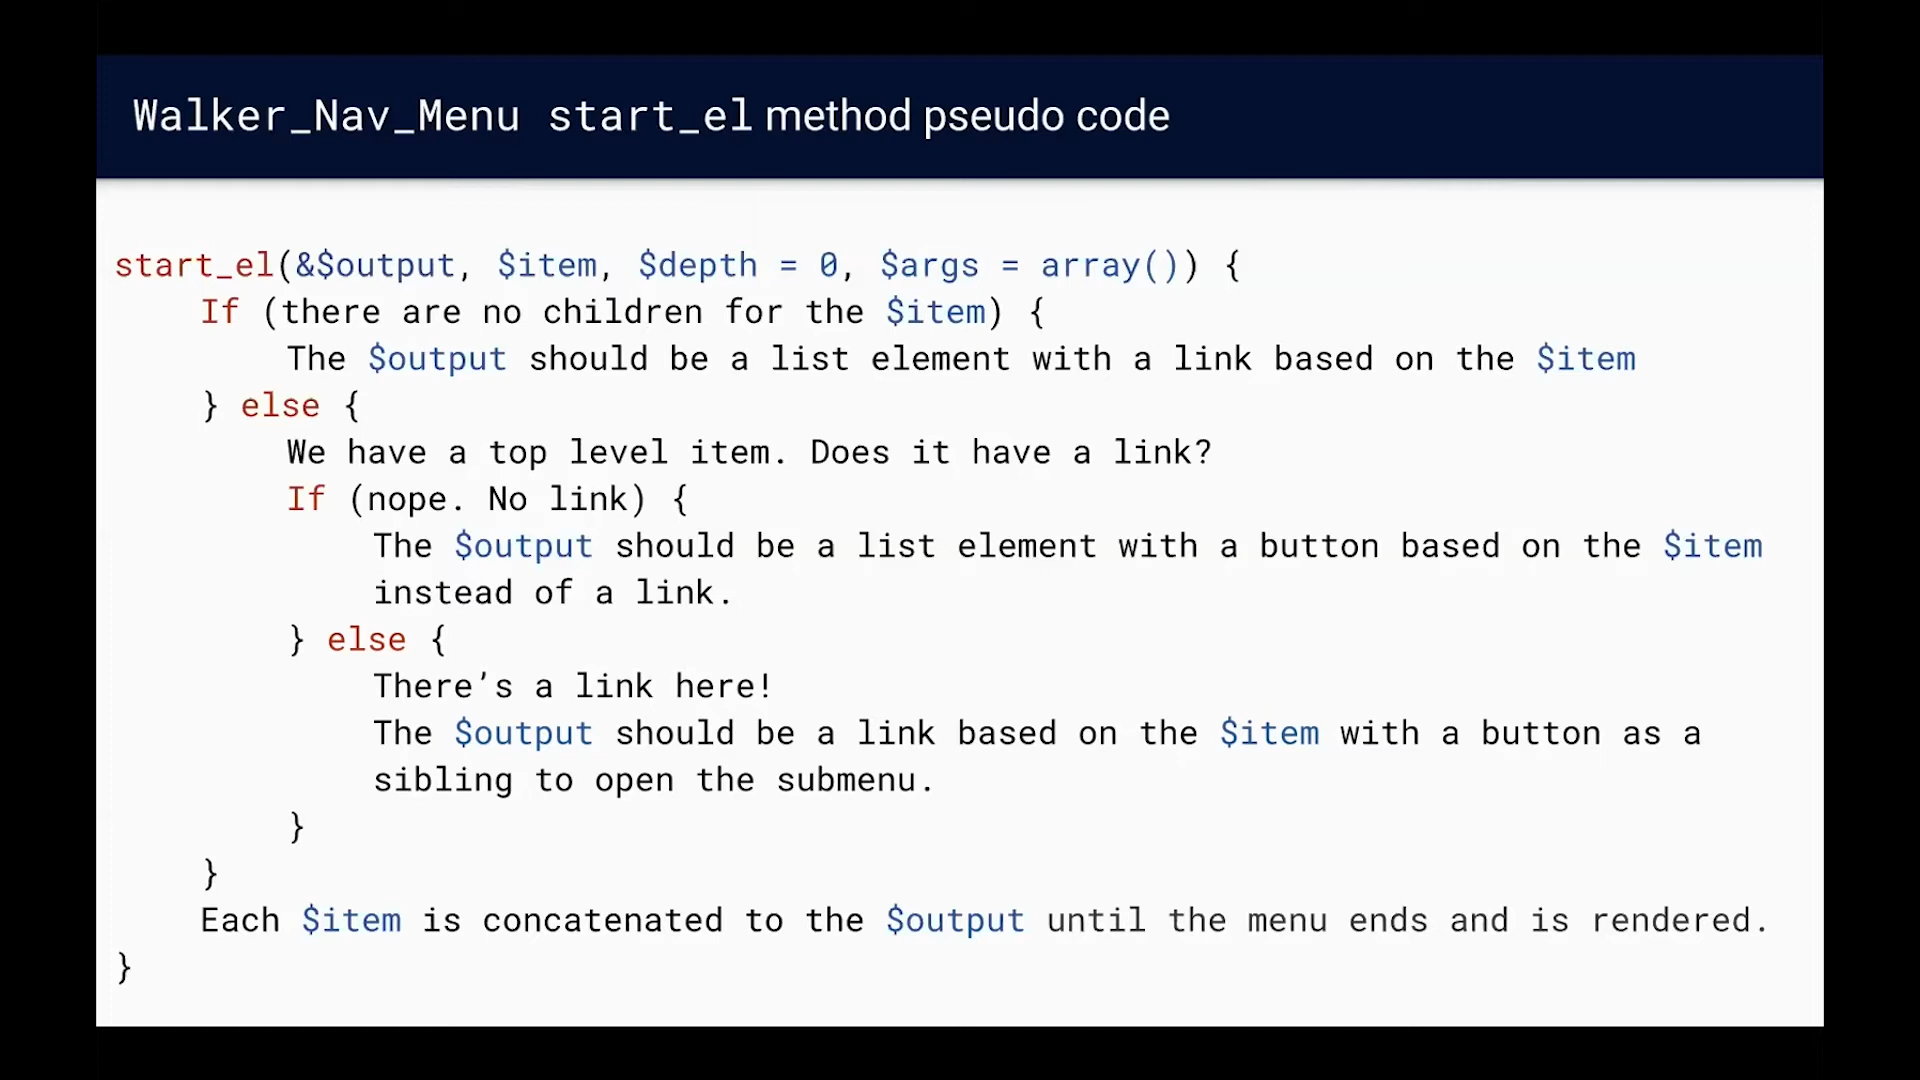 Walker_Nav_Menu start_el method pseudo code
start_el(&$output, $item, $depth = 0, $args = array()) {
If (there are no children for the $item) {
The $output should be a list element with a link based on the $item
} else {
We have a top level item. Does it have a link?
If (nope. No link) {
The $output should be a list element with a button based on the $item
instead of a link.
} else {
There’s a link here!
The $output should be a link based on the $item with a button as a
sibling to open the submenu.
}
}
Each $item is concatenated to the $output until the menu ends and is rendered.
}